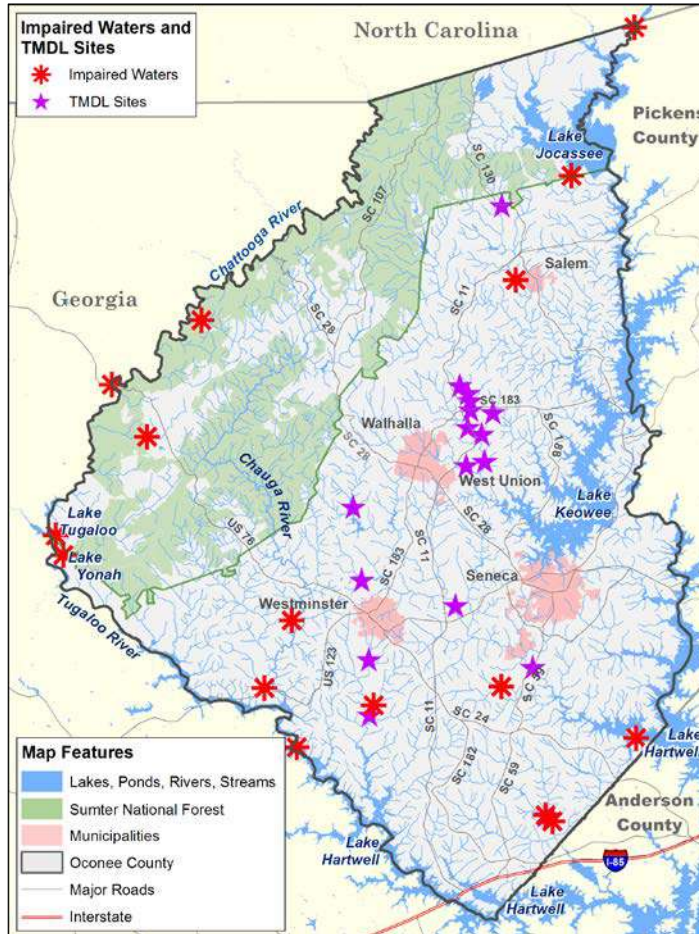 Impaired Waters and
TMDL Sites
Impaired Waters
TMDL Sites
North Carolina
Pickens
County
Lake
Jocassee
SC 130
SC 107
Chattooga River
Georgia
Salem
SC 11
SC 28
SC 183
Walhalla
SC 28
SC 188
West Union
Chauga River
Lake
Keowee
Lake
Tugaloo
US 76
SC 28
SC 183
SC 11
Lake
Yonah
Seneca
Westminster
Tugaloo River
US 123
SC 59
SC 11
SC 24
Lake
Hartwell
SC 182
SC 59
Map Features
Lakes, Ponds, Rivers, Streams
Sumter National Forest
Municipalities
Oconee County
Major Roads
Interstate
Anderson
County
Lake
Hartwell
I-85
Lake
Hartwell